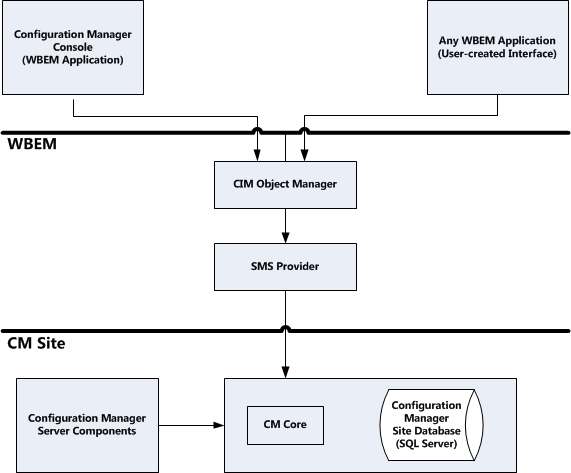 Configuration Manager
Console
(WBEM Application)
Any WBEM Application
(User-created Interface)
WBEM
CIM Object Manager
SMS Provider
CM Site
Configuration Manager
Server Components
CM Core
Configuration
Manager
Site Database
(SQL Server)